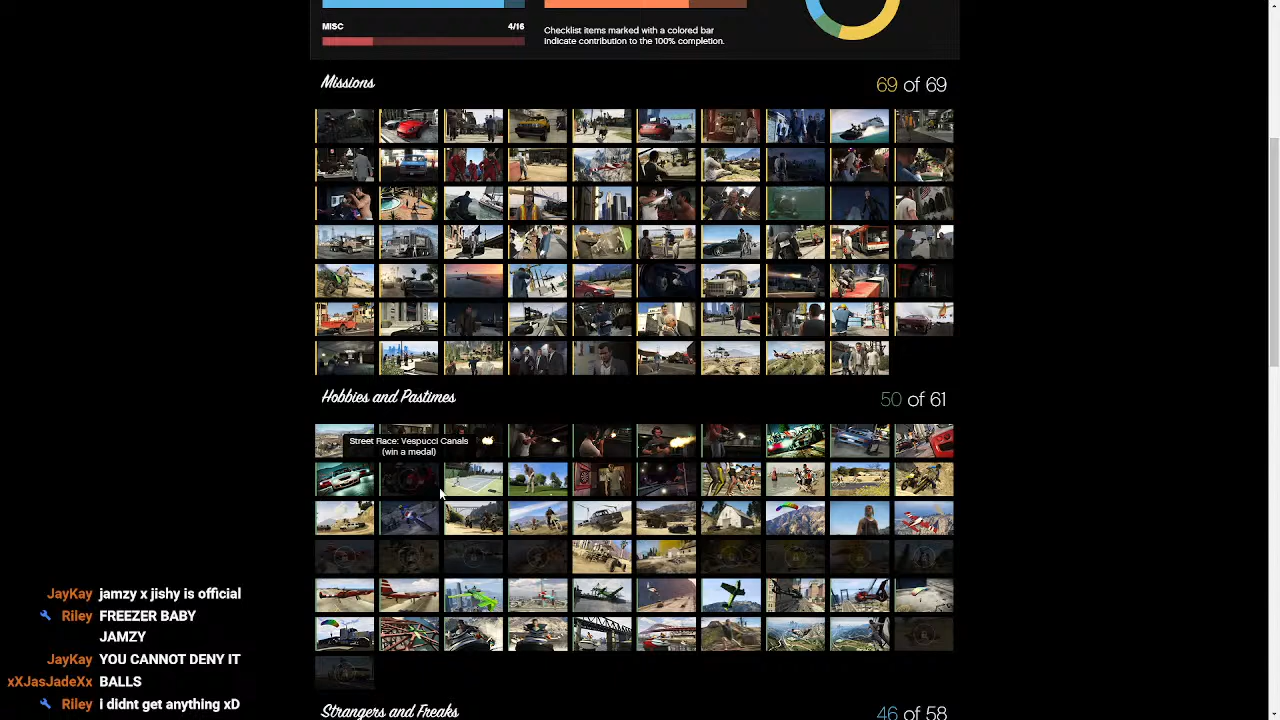 MISC 4/16
Checklist items marked with a colored bar
indicate contribution to the 100% completion.
Missions 69 of 69
Hobbies and Pastimes 50 of 61
Street Race: Vespucci Canals
(win a medal)
JayKay jamzy x jishy is official
Riley FREEZER BABY
JAMZY
JayKay YOU CANNOT DENY IT
xXJasJadeXx BALLS
Riley i didnt get anything xD
Strangers and Freaks 46 of 58